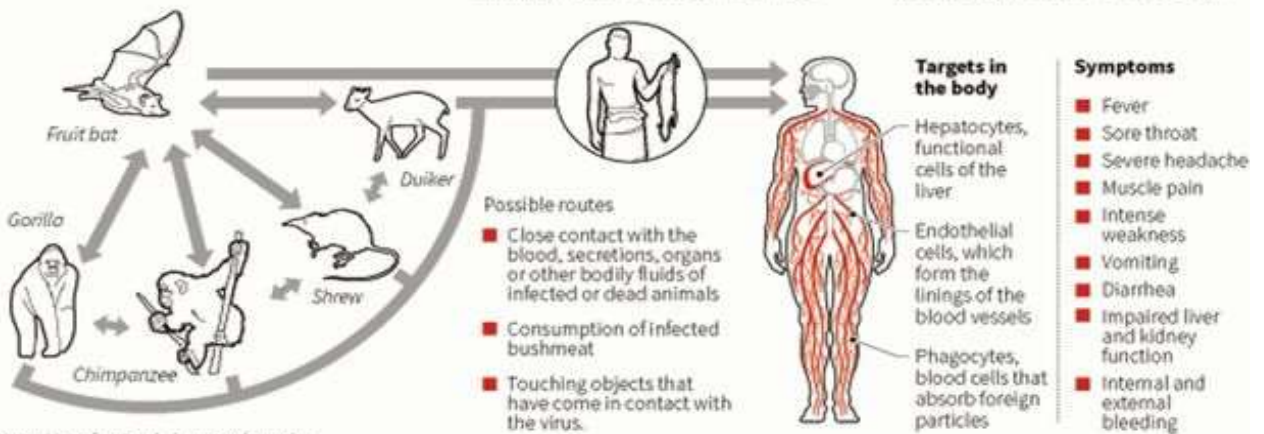 Fruit bat
Duiker
Gorilla
Shrew
Chimpanzee
Possible routes
Close contact with the
blood, secretions, organs
or other bodily fluids of
infected or dead animals
Consumption of infected
bushmeat
Touching objects that
have come in contact with
the virus.
Targets in
the body
Hepatocytes,
functional
cells of the
liver
Endothelial
cells, which
form the
linings of the
blood vessels
Phagocytes,
blood cells that
absorb foreign
particles
Symptoms
Fever
Sore throat
Severe headache
Muscle pain
Intense
weakness
Vomiting
Diarrhea
Impaired liver
and kidney
function
Internal and
external
bleeding